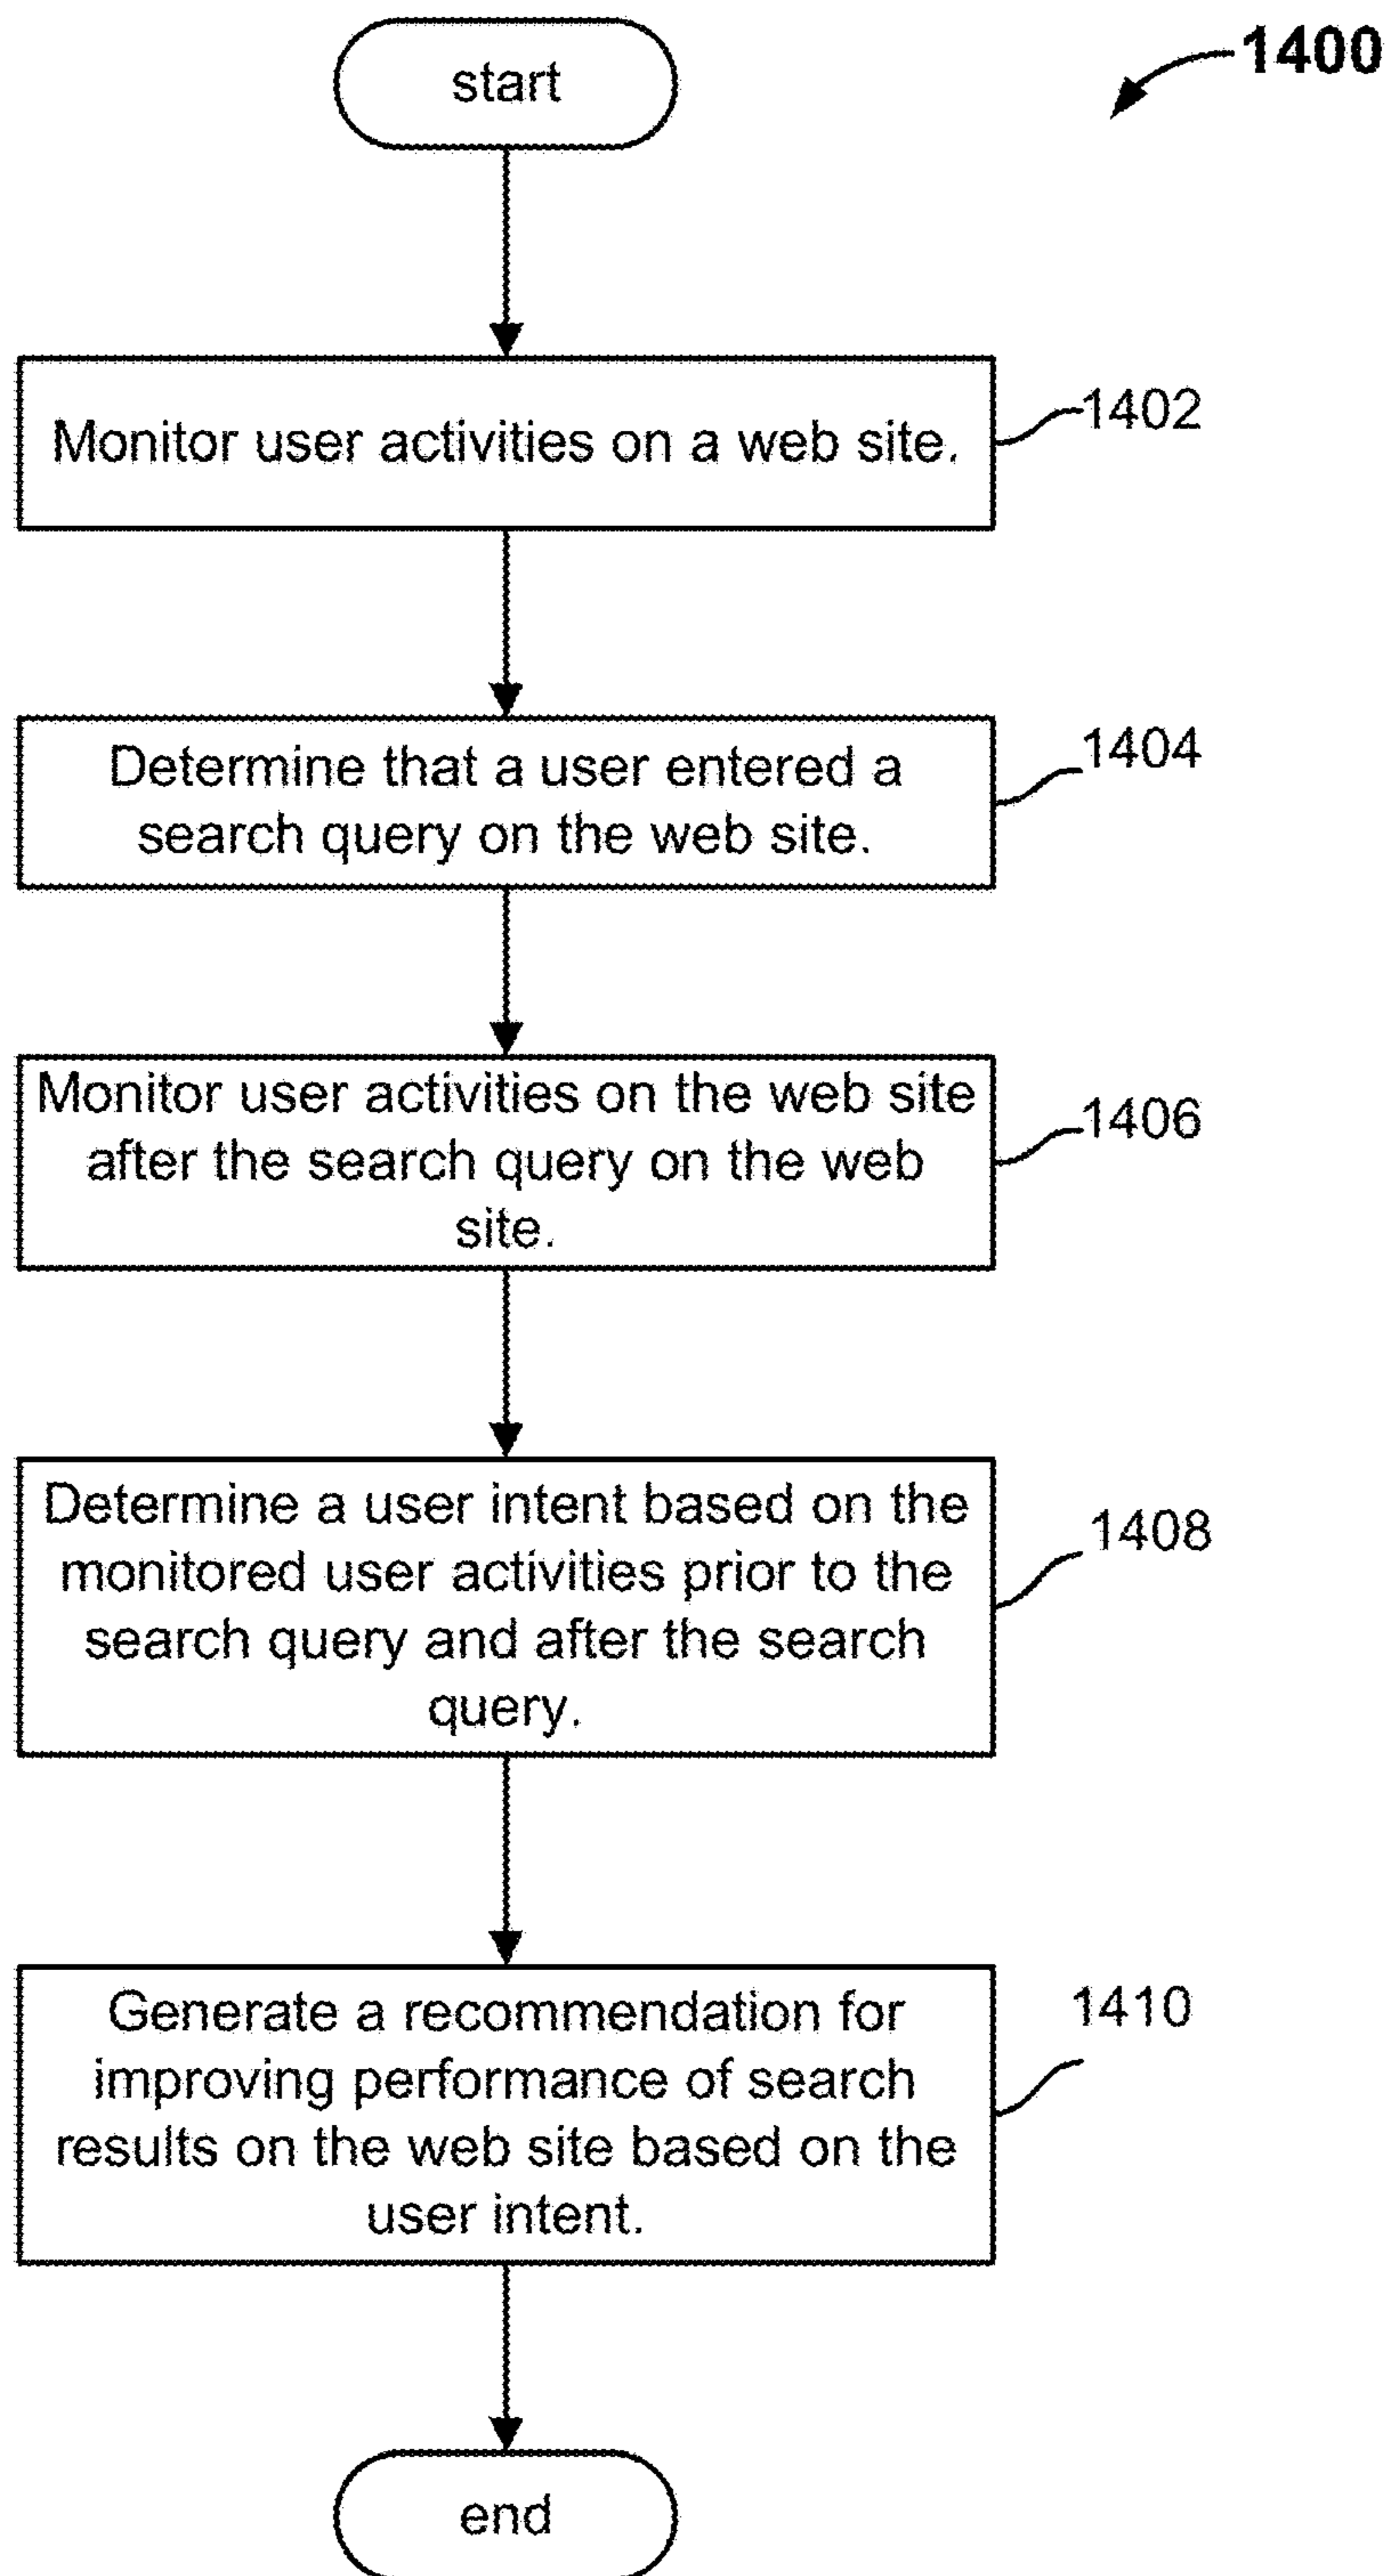 start
1400
Monitor user activities on a web site.
1402
Determine that a user entered a
search query on the web site.
1404
Monitor user activities on the web site
after the search query on the web
site.
1406
Determine a user intent based on the
monitored user activities prior to the
search query and after the search
query.
1408
Generate a recommendation for
improving performance of search
results on the web site based on the
user intent.
1410
end